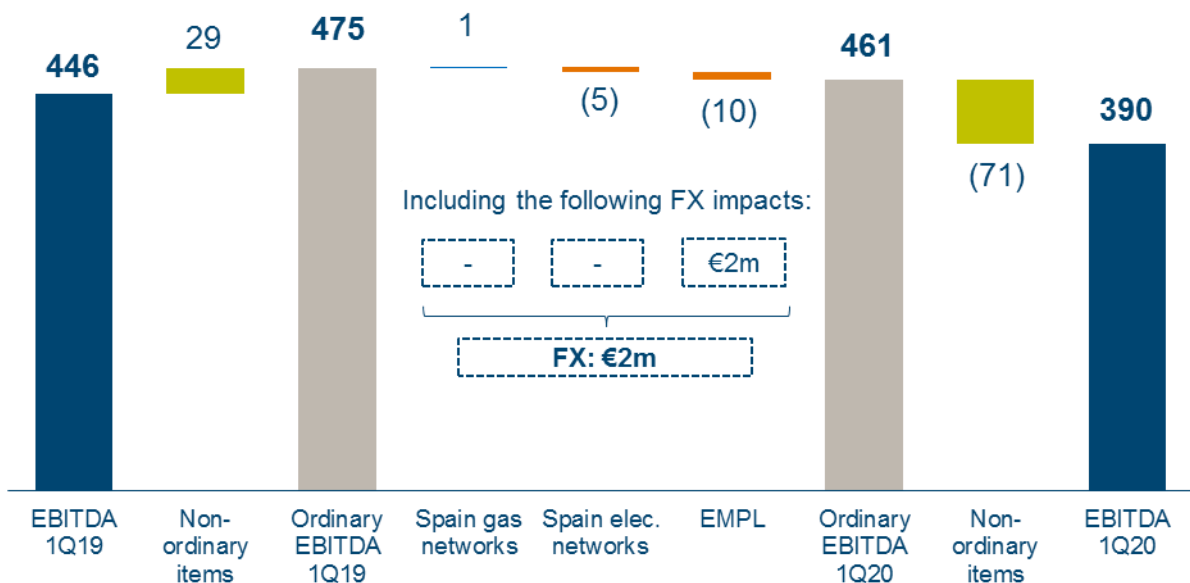 446
29
475
1
(5)
(10)
461
(71)
390
Including the following FX impacts:
-
-
€2m
FX: €2m
EBITDA
1Q19
Non-
ordinary
items
Ordinary
EBITDA
1Q19
Spain gas
networks
Spain elec.
networks
EMPL
Ordinary
EBITDA
1Q20
Non-
ordinary
items
EBITDA
1Q20